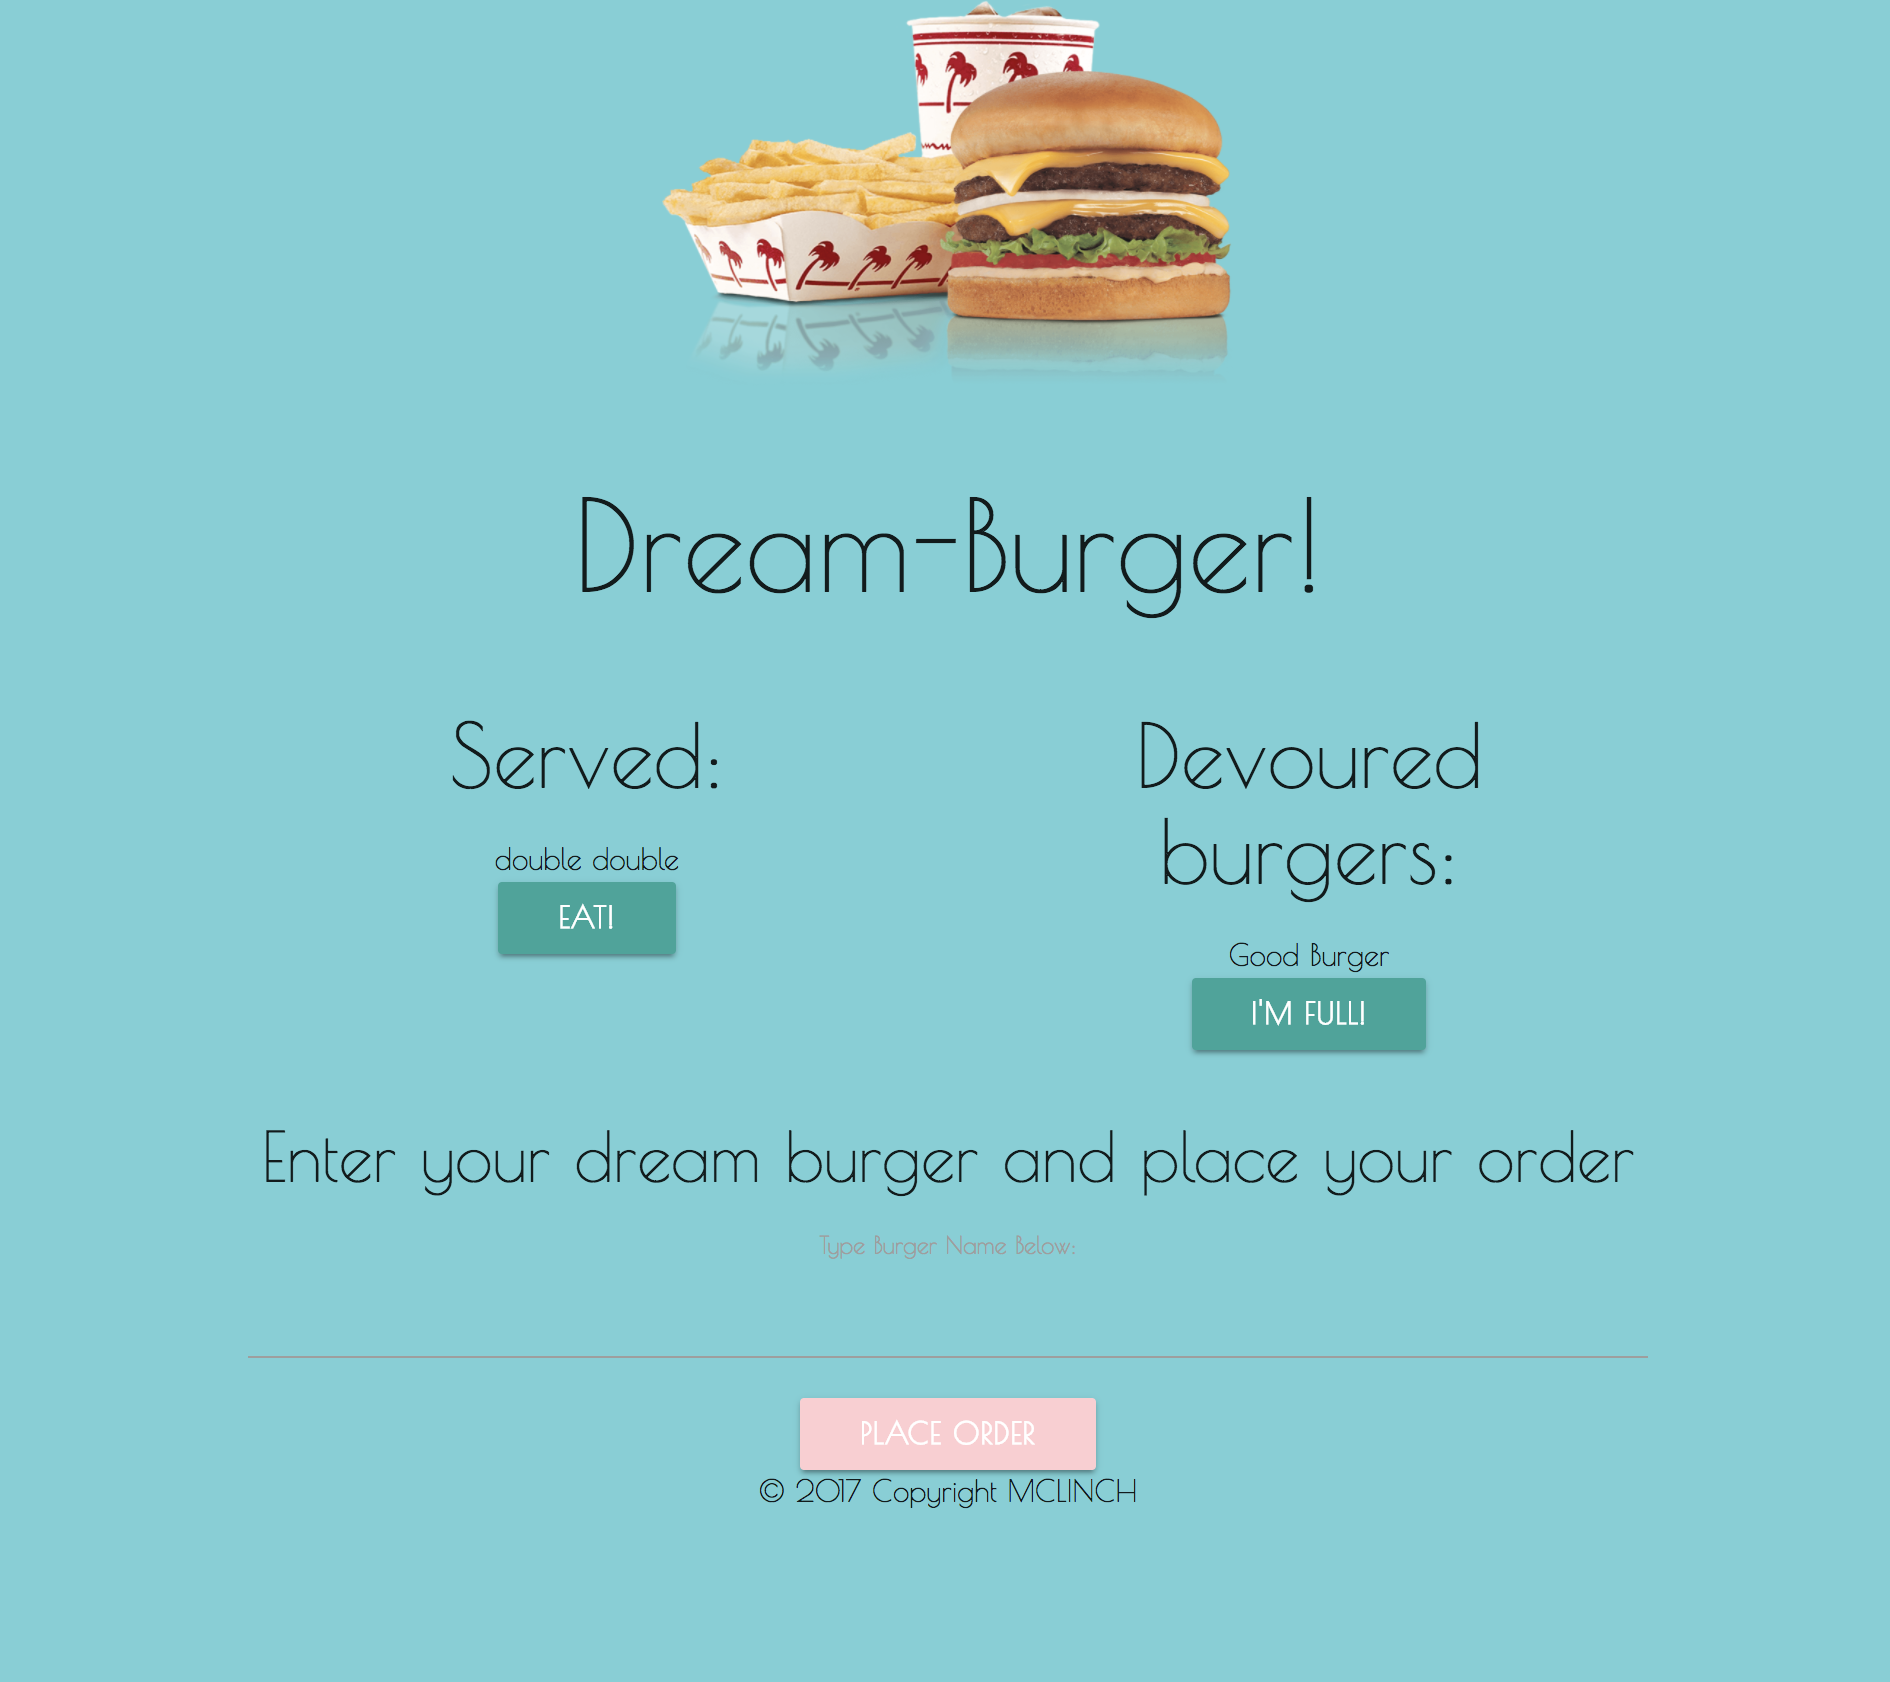 Dream-Burger!
Served:
double double
EAT!
Devoured
burgers:
Good Burger
I'M FULL!
Enter your dream burger and place your order
Type Burger Name Below:
PLACE ORDER
© 2017 Copyright MCLINCH